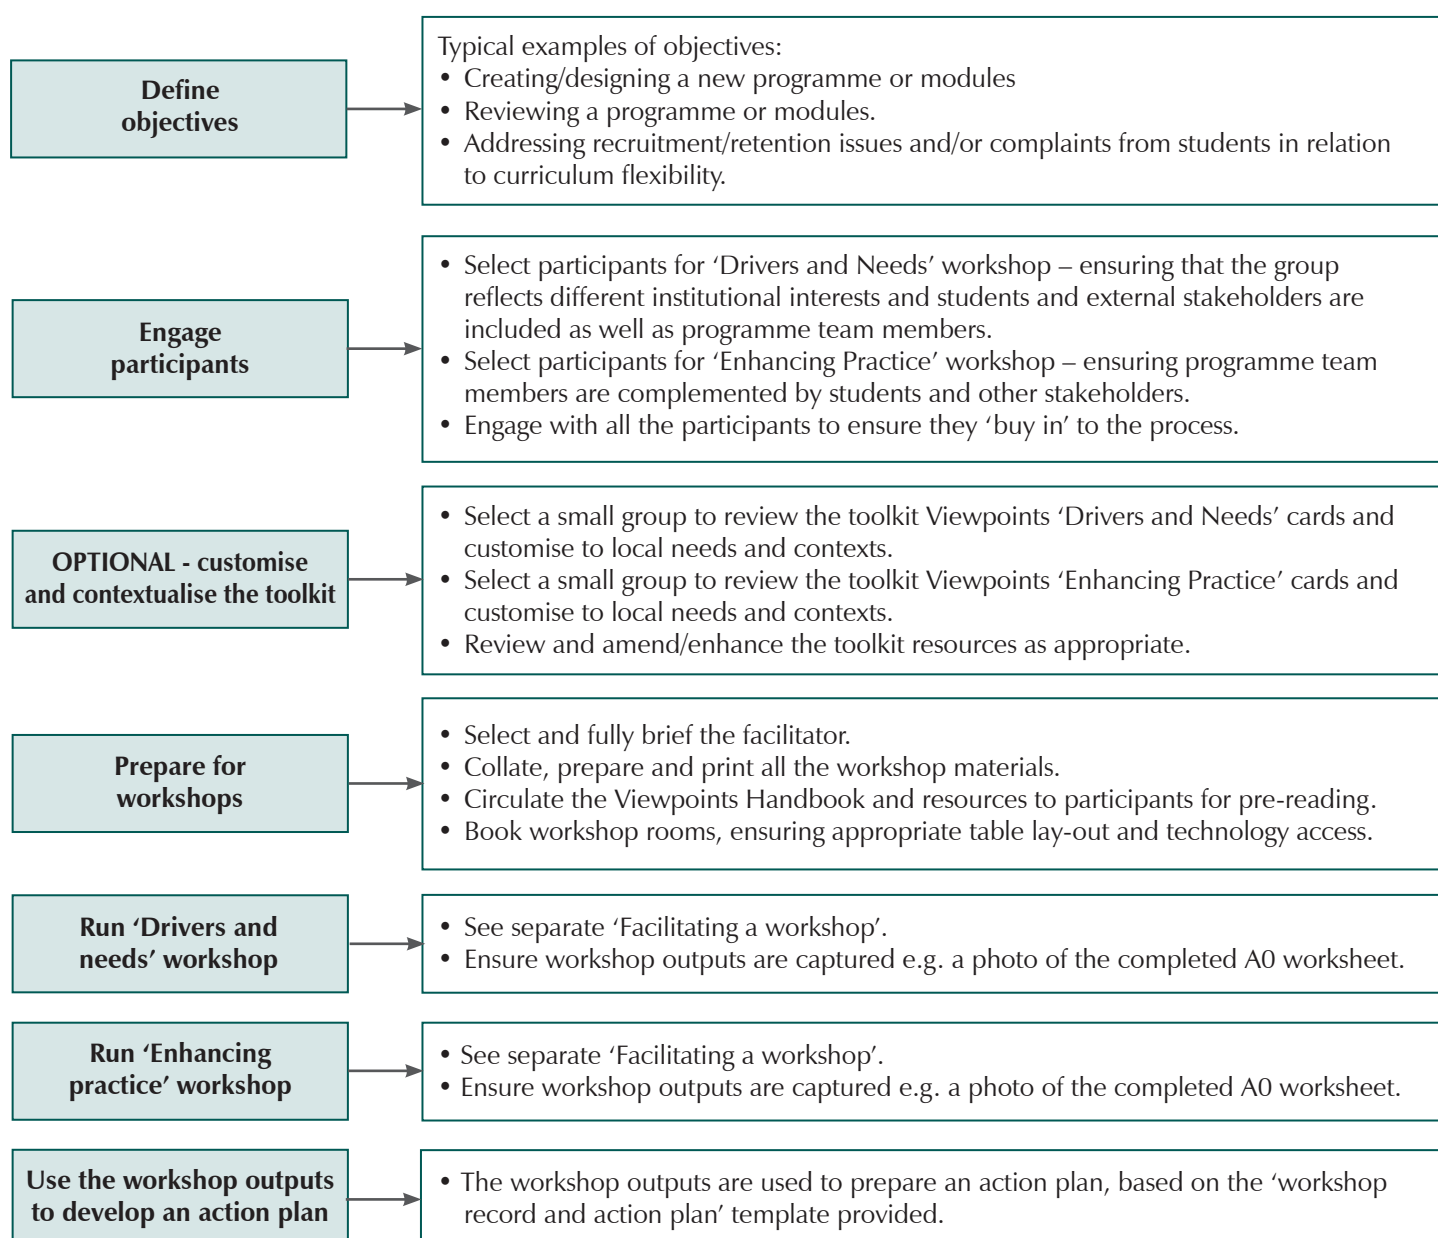 Define
objectives
Typical examples of objectives:
• Creating/designing a new programme or modules
• Reviewing a programme or modules.
• Addressing recruitment/retention issues and/or complaints from students in relation
to curriculum flexibility.
Engage
participants
• Select participants for ‘Drivers and Needs’ workshop – ensuring that the group
reflects different institutional interests and students and external stakeholders are
included as well as programme team members.
• Select participants for ‘Enhancing Practice’ workshop – ensuring programme team
members are complemented by students and other stakeholders.
• Engage with all the participants to ensure they ‘buy in’ to the process.
OPTIONAL - customise
and contextualise the toolkit
• Select a small group to review the toolkit Viewpoints ‘Drivers and Needs’ cards and
customise to local needs and contexts.
• Select a small group to review the toolkit Viewpoints ‘Enhancing Practice’ cards and
customise to local needs and contexts.
• Review and amend/enhance the toolkit resources as appropriate.
Prepare for
workshops
• Select and fully brief the facilitator.
• Collate, prepare and print all the workshop materials.
• Circulate the Viewpoints Handbook and resources to participants for pre-reading.
• Book workshop rooms, ensuring appropriate table lay-out and technology access.
Run ‘Drivers and
needs’ workshop
• See separate ‘Facilitating a workshop’.
• Ensure workshop outputs are captured e.g. a photo of the completed A0 worksheet.
Run ‘Enhancing
practice’ workshop
• See separate ‘Facilitating a workshop’.
• Ensure workshop outputs are captured e.g. a photo of the completed A0 worksheet.
Use the workshop outputs
to develop an action plan
• The workshop outputs are used to prepare an action plan, based on the ‘workshop
record and action plan’ template provided.